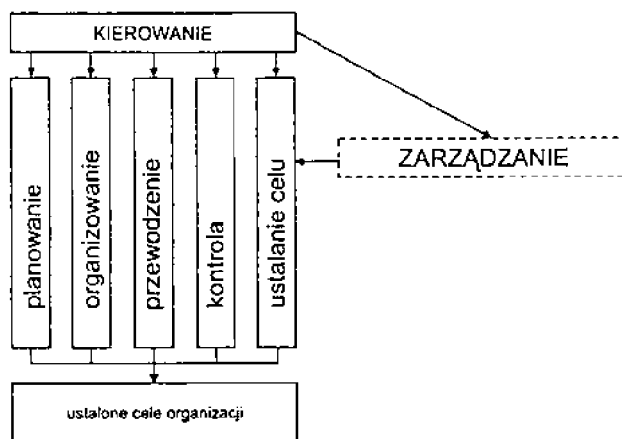 KIEROWANIE
planowanie
organizowanie
przewodzenie
kontrola
ustalanie celu
ZARZĄDZANIE
ustalone cele organizacji